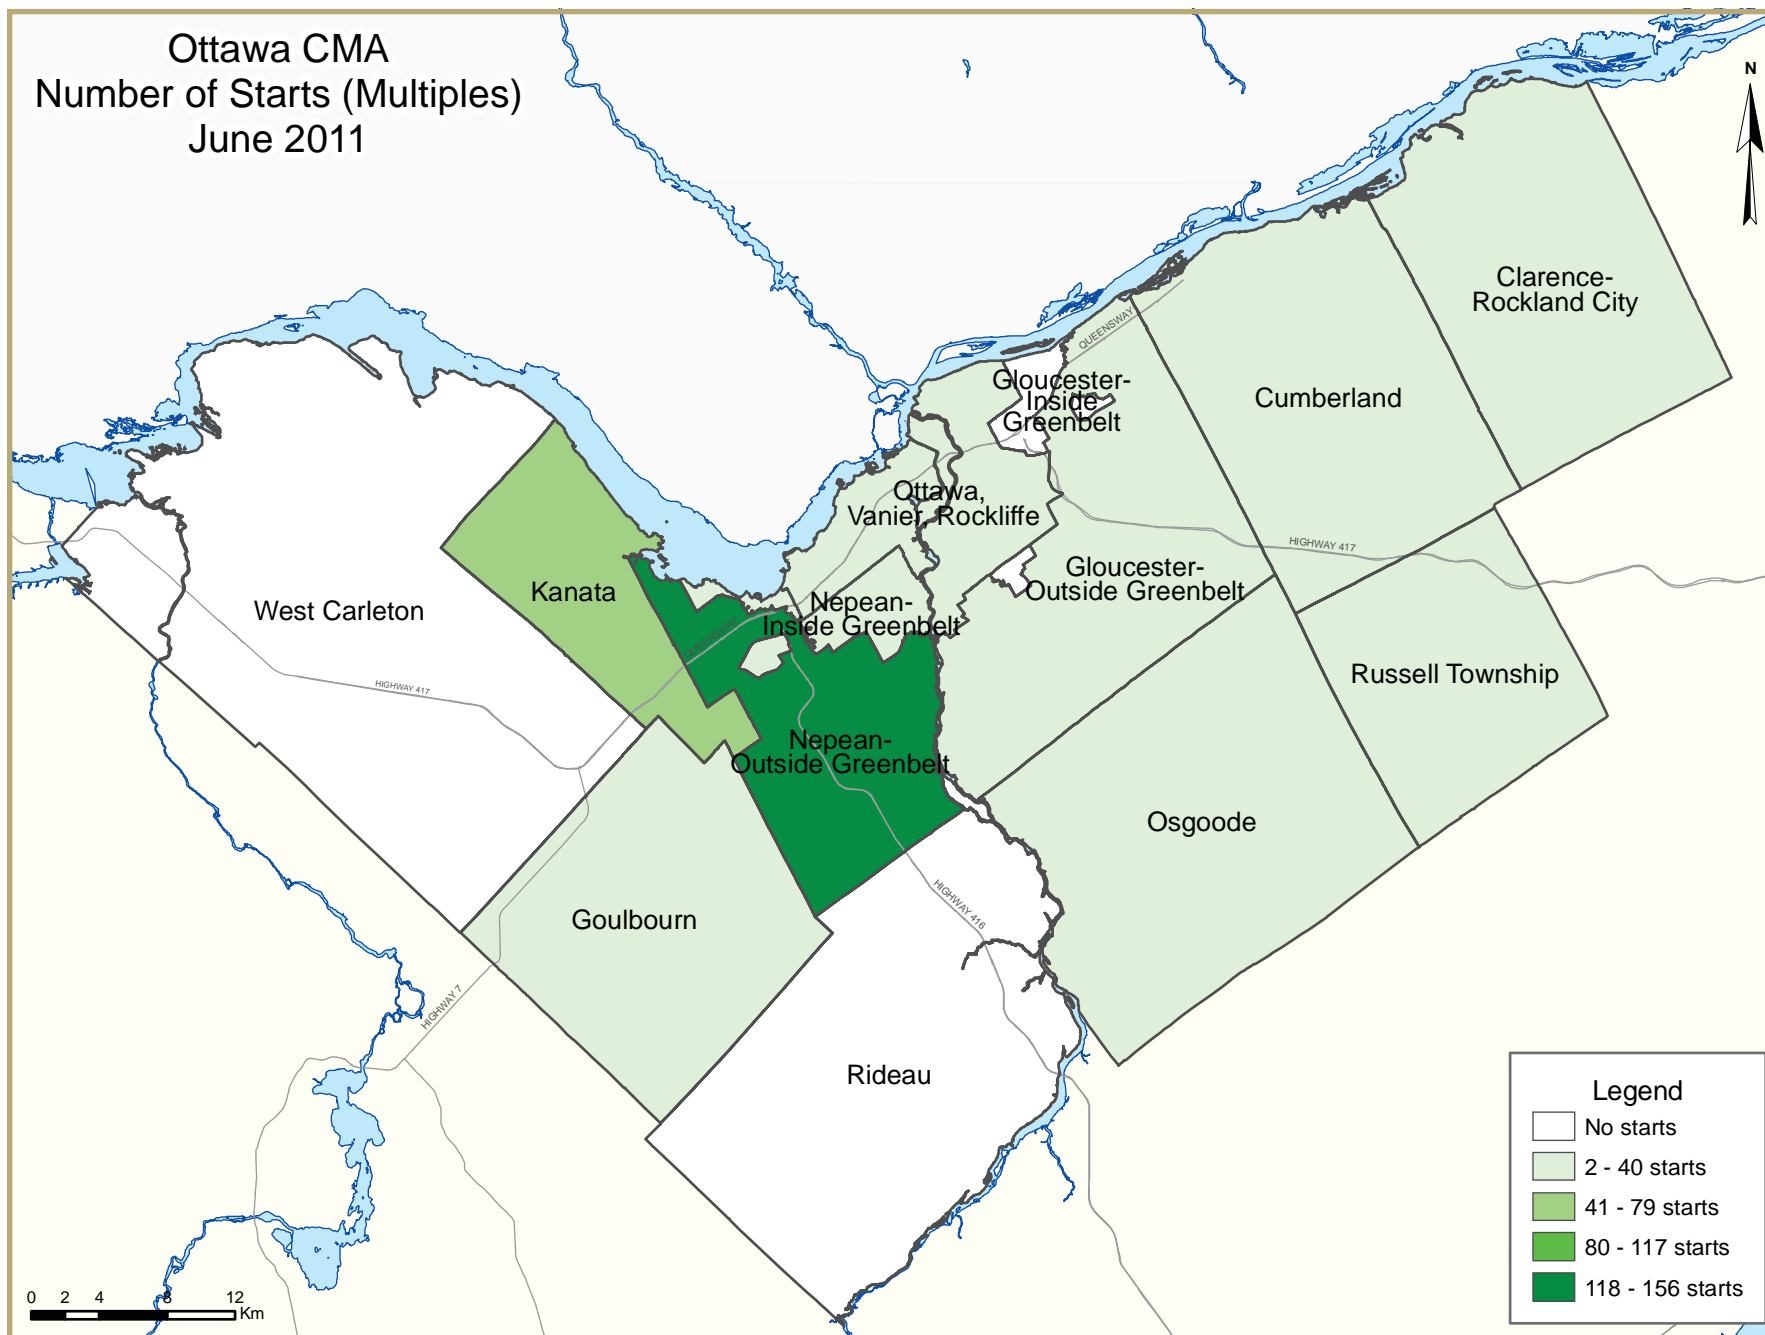 Ottawa CMA
Number of Starts (Multiples)
June 2011
N
Clarence-
Rockland City
QUEENSWAY
Gloucester-
Inside
Greenbelt
Cumberland
Ottawa,
Vanier, Rockliffe
HIGHWAY 417
Gloucester-
Outside Greenbelt
Kanata
West Carleton
Nepean-
Inside Greenbelt
QUEENSWAY
Russell Township
HIGHWAY 417
Nepean-
Outside Greenbelt
Osgoode
Goulbourn
HIGHWAY 416
HIGHWAY 7
Rideau
Legend
No starts
2 - 40 starts
41 - 79 starts
80 - 117 starts
118 - 156 starts
0 2 4 8 12
Km